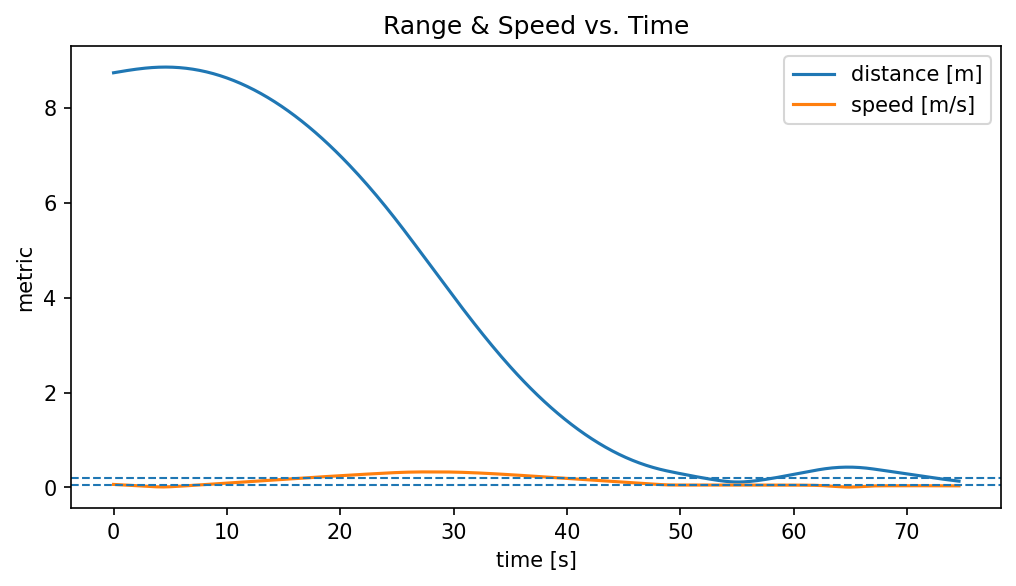 Range & Speed vs. Time
distance [m]
speed [m/s]
metric
8
6
4
2
0
0 10 20 30 40 50 60 70
time [s]